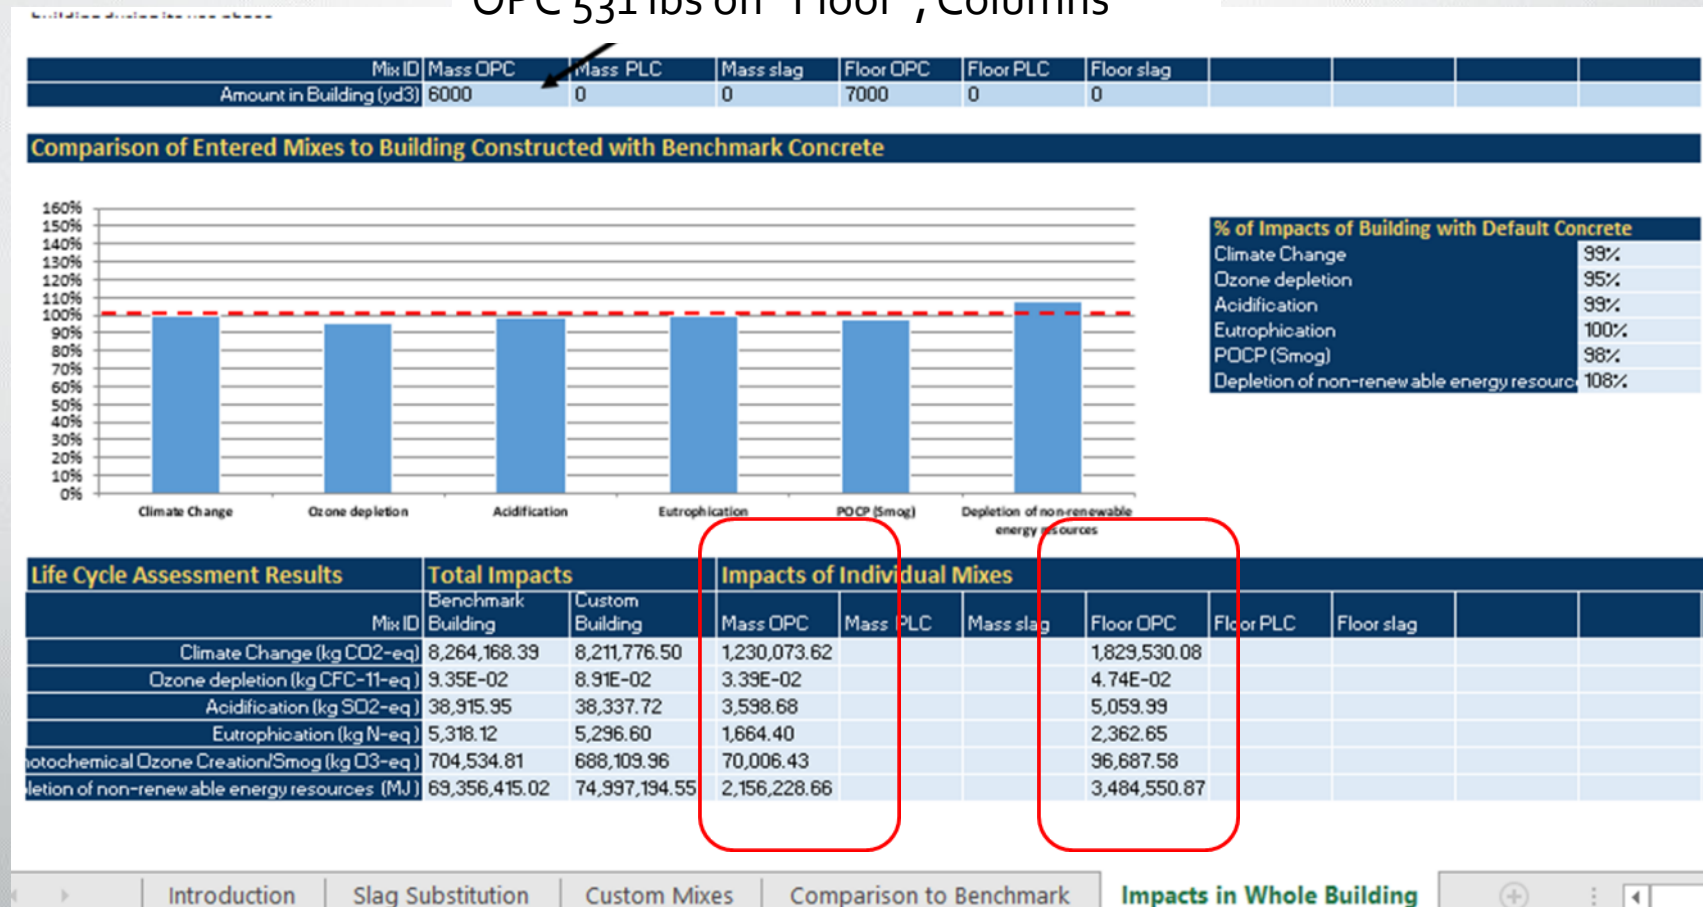 OPC 531 lbs on "Floor", Columns
building during its use phase
Mix ID Mass OPC Mass PLC Mass slag Floor OPC Floor PLC Floor slag
Amount in Building (yd3) 6000 0 0 7000 0 0
Comparison of Entered Mixes to Building Constructed with Benchmark Concrete
160%
150%
140%
130%
120%
110%
100%
90%
80%
70%
60%
50%
40%
30%
20%
10%
0%
Climate Change Ozone depletion Acidification Eutrophication POCP (Smog) Depletion of non-renewable
energy resources
% of Impacts of Building with Default Concrete
Climate Change 99%
Ozone depletion 95%
Acidification 99%
Eutrophication 100%
POCP (Smog) 98%
Depletion of non-renewable energy resourc 108%
Life Cycle Assessment Results Total Impacts Impacts of Individual Mixes
Benchmark Custom
Mix ID Building Building Mass OPC Mass PLC Mass slag Floor OPC Floor PLC Floor slag
Climate Change (kg CO2-eq) 8,264,168.39 8,211,776.50 1,230,073.62 1,829,530.08
Ozone depletion (kg CFC-11-eq) 9.35E-02 8.91E-02 3.39E-02 4.74E-02
Acidification (kg SO2-eq) 38,915.95 38,337.72 3,598.68 5,059.99
Eutrophication (kg N-eq) 5,318.12 5,296.60 1,664.40 2,362.65
otochemical Ozone Creation/Smog (kg O3-eq) 704,534.81 688,109.96 70,006.43 96,687.58
letion of non-renewable energy resources (MJ) 69,356,415.02 74,997,194.55 2,156,228.66 3,484,550.87
Introduction Slag Substitution Custom Mixes Comparison to Benchmark Impacts in Whole Building